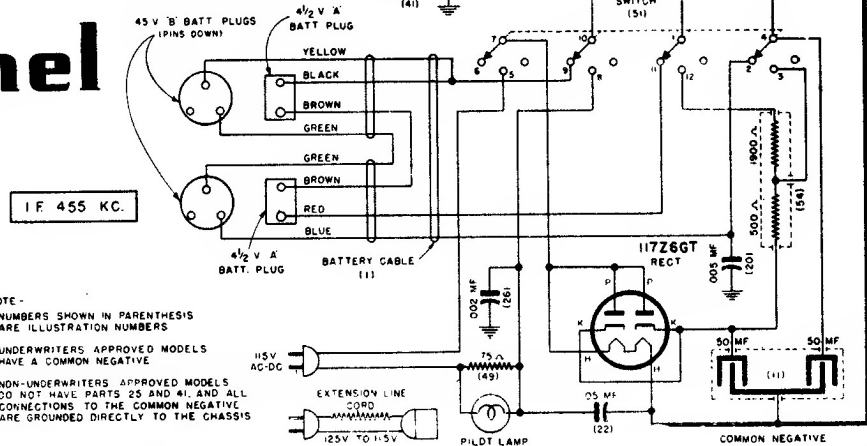 (41)
SWITCH
(51)
45 V 'B' BATT PLUGS
(PINS DOWN)
4½ V 'A'
BATT PLUG
nel
YELLOW
BLACK
BROWN
GREEN
GREEN
BROWN
RED
BLUE
7
10
1
4
6
5
9
8
11
12
2
3
1900 Ω
500 Ω
(54)
I.F. 455 KC.
4½ V 'A'
BATT. PLUG
BATTERY CABLE
(1)
117Z6GT
RECT
.005 MF
(20)
.002 MF
(26)
P
P
K
K
H
H
OTE -
NUMBERS SHOWN IN PARENTHESIS
ARE ILLUSTRATION NUMBERS
UNDERWRITERS APPROVED MODELS
HAVE A COMMON NEGATIVE
NON-UNDERWRITERS APPROVED MODELS
DO NOT HAVE PARTS 25 AND 41, AND ALL
CONNECTIONS TO THE COMMON NEGATIVE
ARE GROUNDED DIRECTLY TO THE CHASSIS
115V
AC-DC
75 Ω
(49)
EXTENSION LINE
CORD
125V TO 115V
PILOT LAMP
.05 MF
(22)
50 MF
50 MF
COMMON NEGATIVE